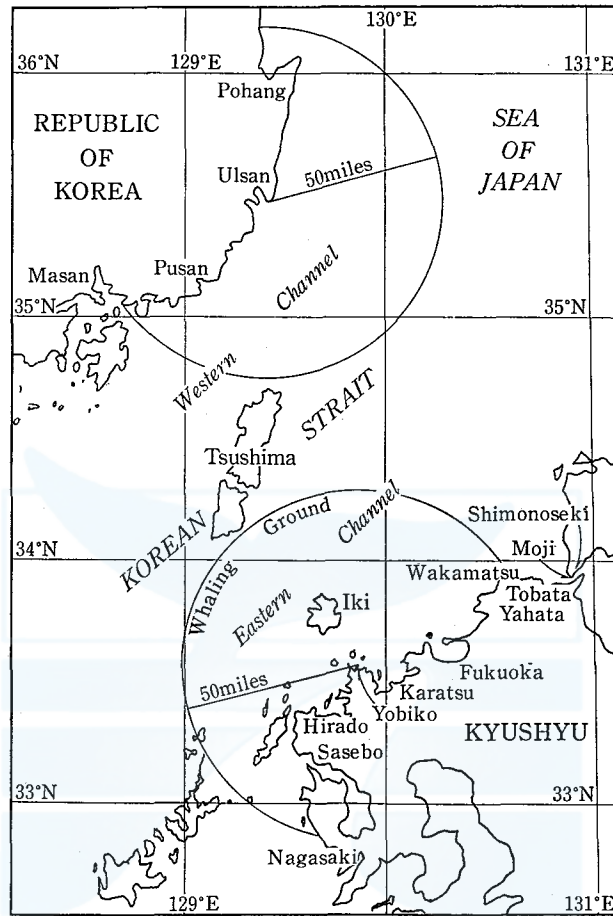 130°E
129°E
131°E
36°N
36°N
Pohang
REPUBLIC
OF
KOREA
SEA
OF
JAPAN
Ulsan
50miles
Masan
Pusan
Channel
35°N
35°N
Western
STRAIT
Tsushima
Channel
Ground
Shimonoseki
KOREAN
34°N
34°N
Moji
Wakamatsu
Tobata
Yahata
Whaling
Eastern
Iki
50miles
Fukuoka
Karatsu
Yobiko
Hirado
KYUSHYU
Sasebo
33°N
33°N
Nagasaki
129°E
131°E